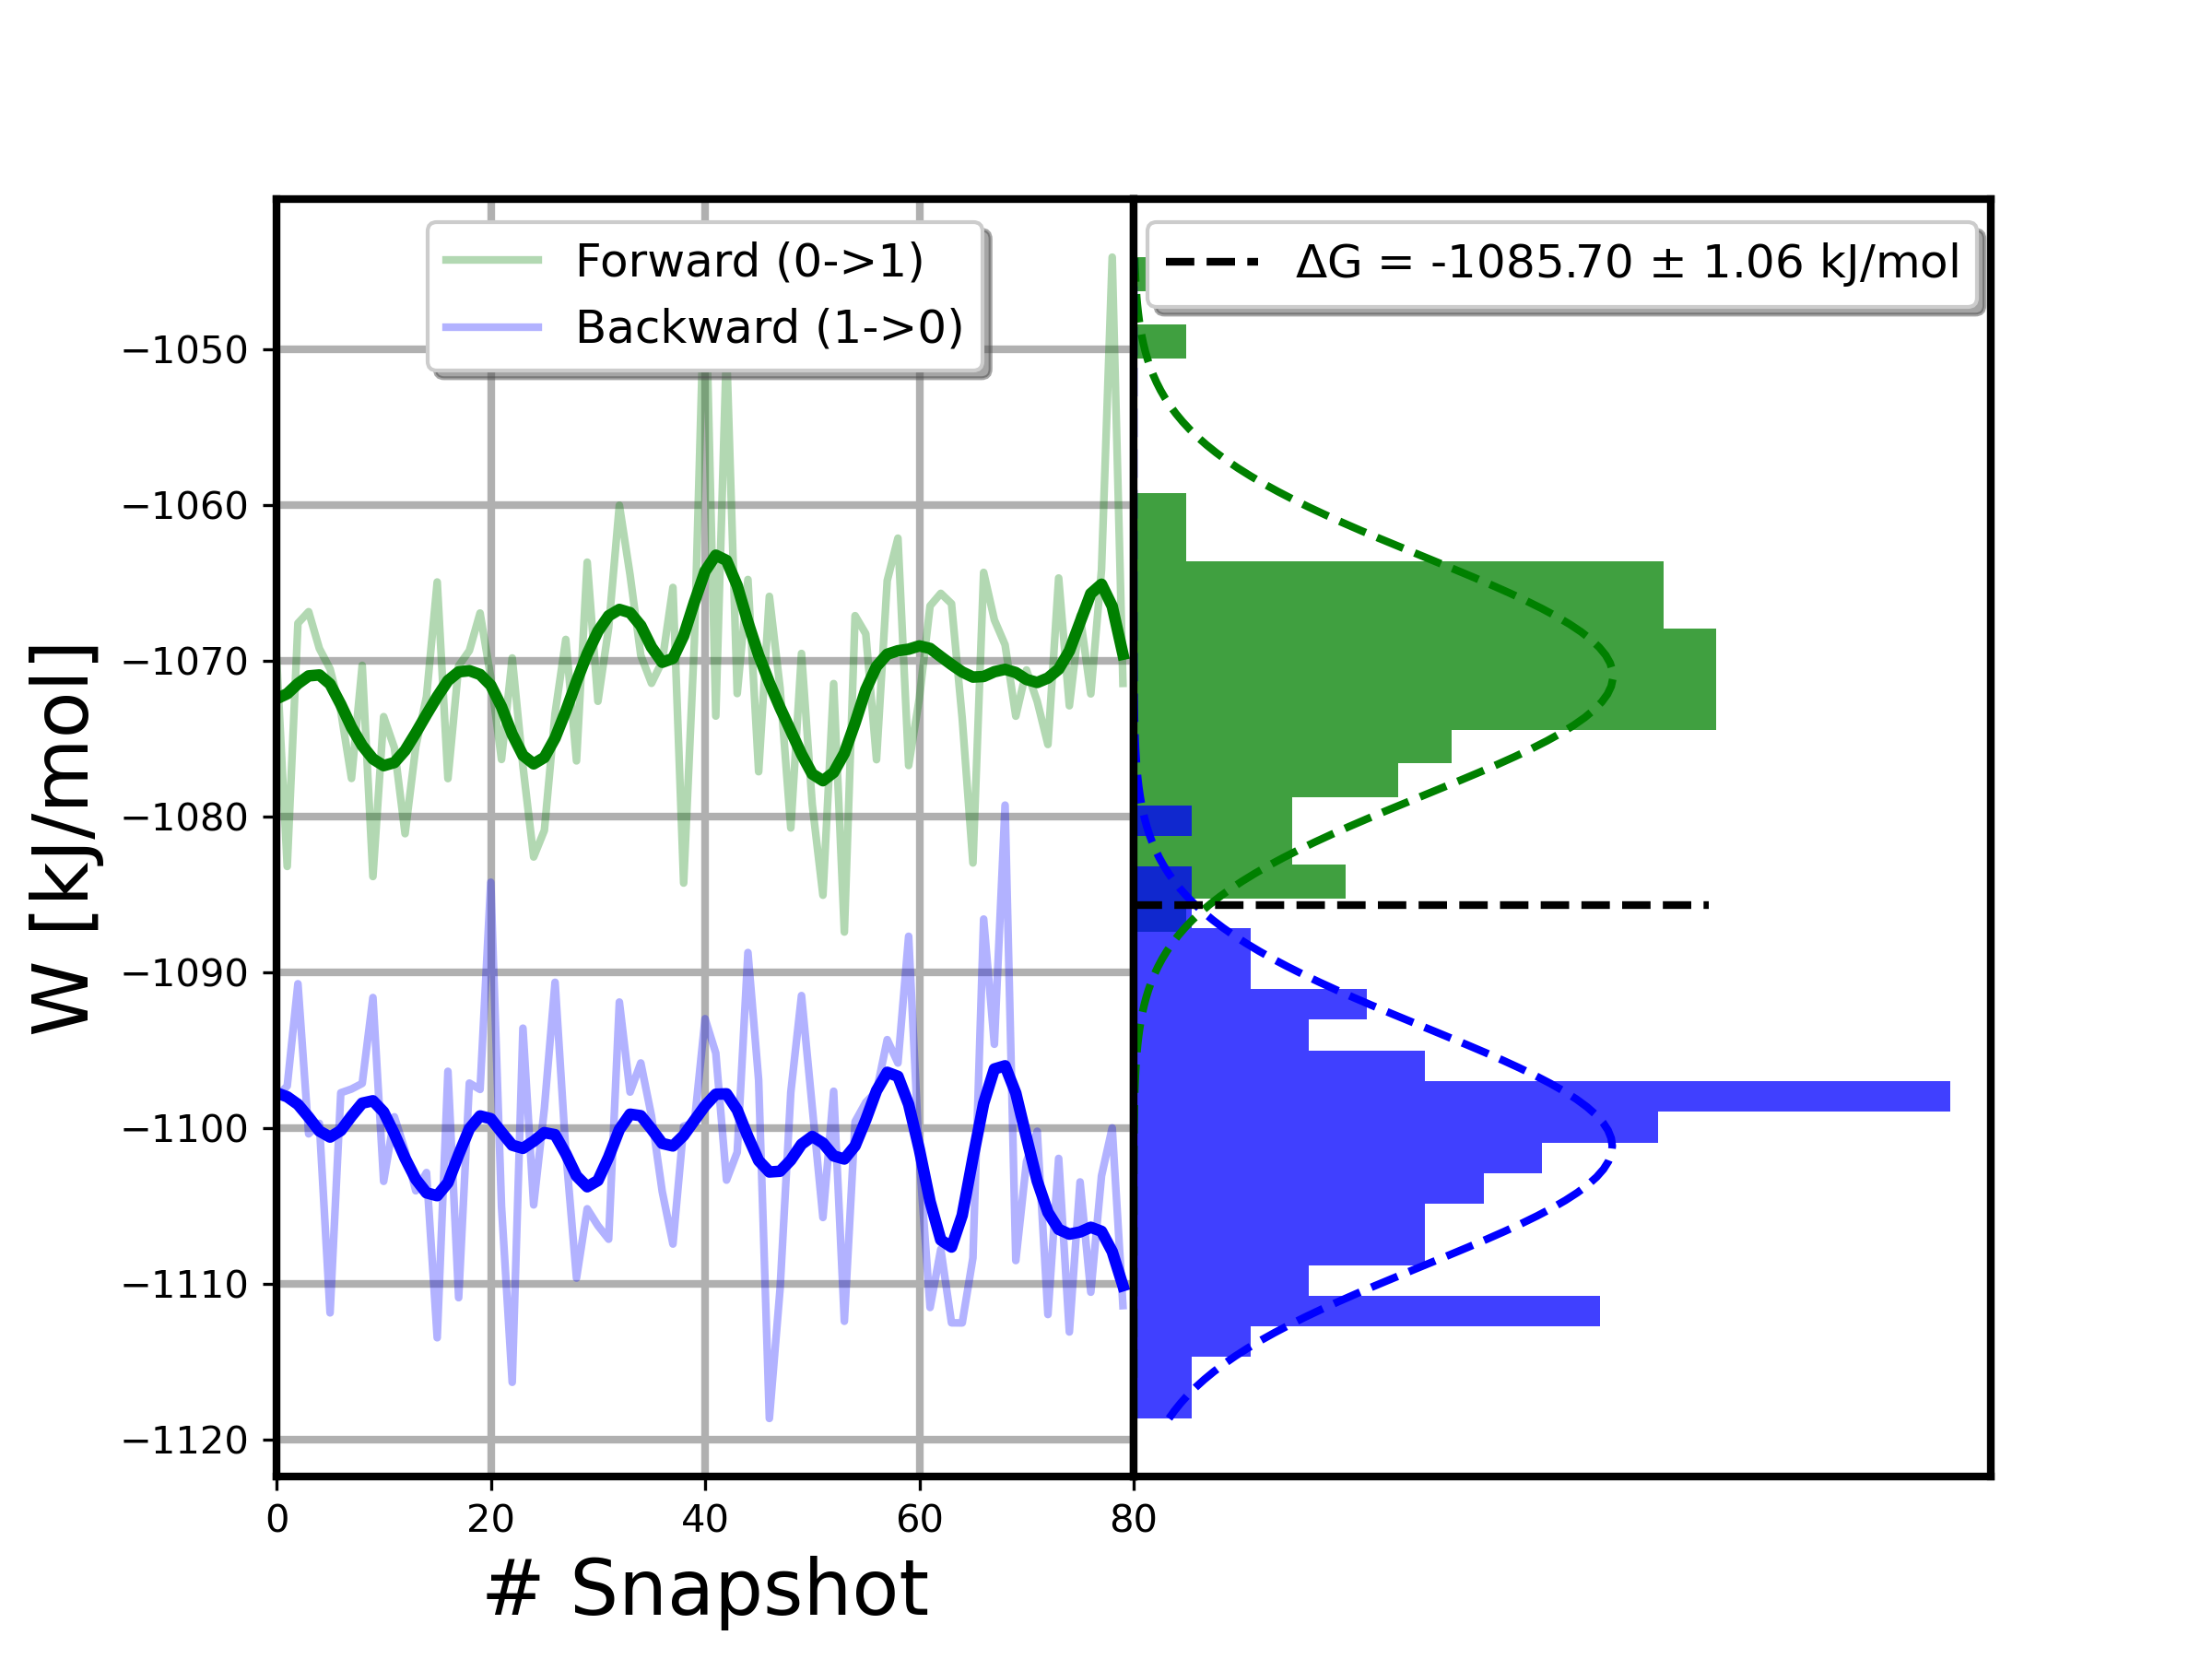 Forward (0->1)
Backward (1->0)
ΔG = -1085.70 ± 1.06 kJ/mol
W [kJ/mol]
−1050
−1060
−1070
−1080
−1090
−1100
−1110
−1120
0 20 40 60 80
# Snapshot